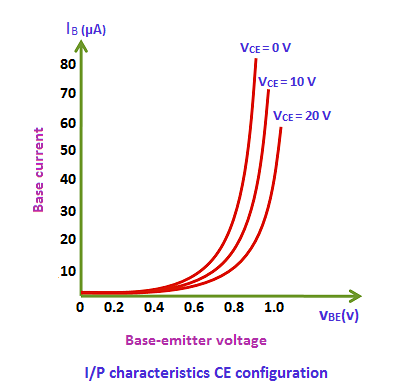 IB (µA)
VCE = 0 V
VCE = 10 V
VCE = 20 V
80
70
60
50
40
30
20
10
Base current
0 0.2 0.4 0.6 0.8 1.0
VBE(v)
Base-emitter voltage
I/P characteristics CE configuration